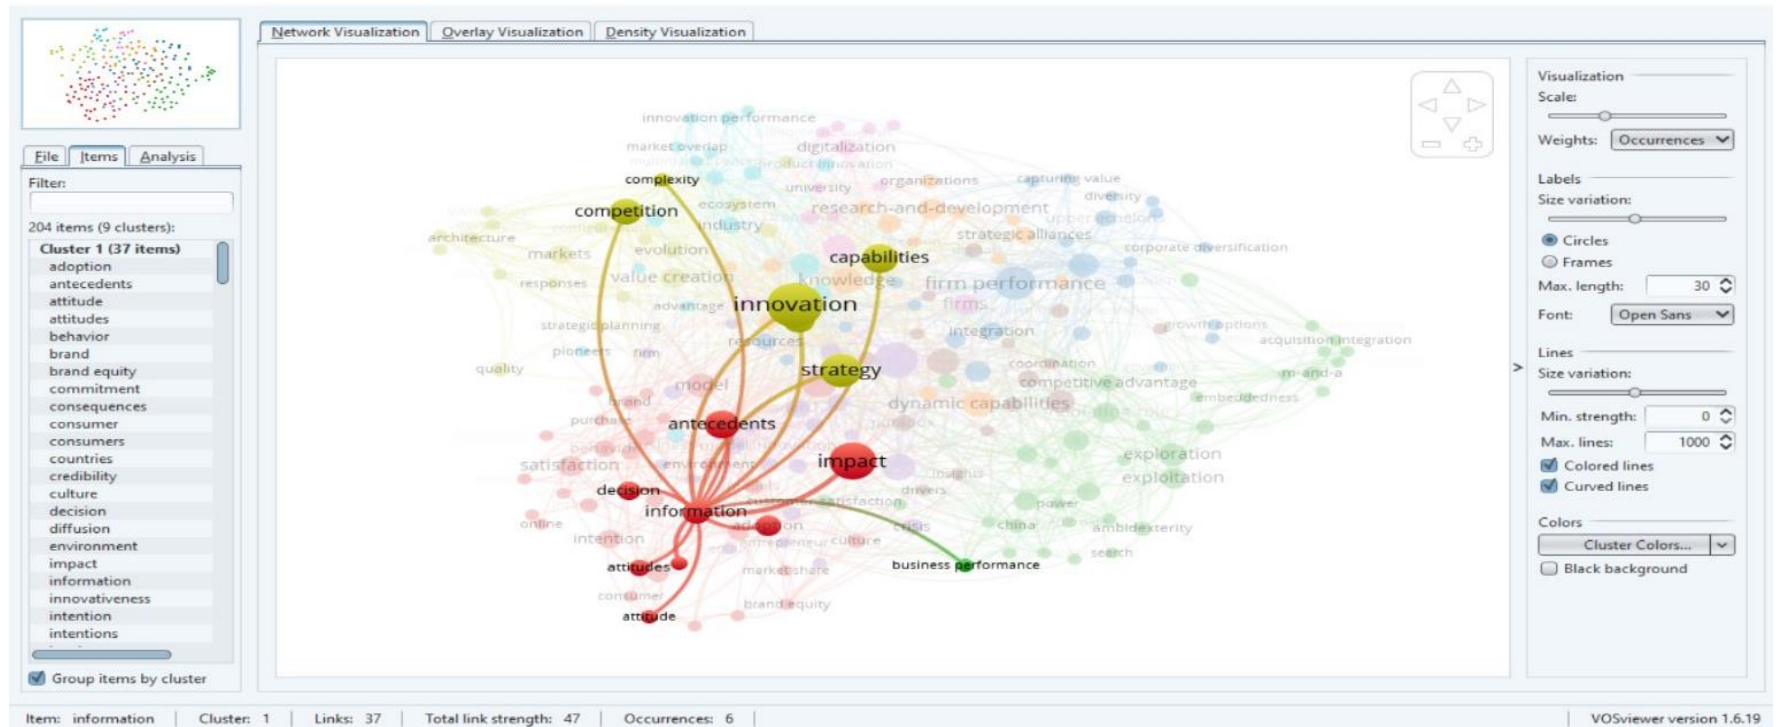 Network Visualization Overlay Visualization Density Visualization
File Items Analysis
Filter:
204 items (9 clusters):
Cluster 1 (37 items)
adoption
antecedents
attitude
attitudes
behavior
brand
brand equity
commitment
consequences
consumer
consumers
countries
credibility
culture
decision
diffusion
environment
impact
information
innovativeness
intention
intentions
Group items by cluster
innovation performance
market overlap
digitalization
product innovation
complexity
university
organizations
capturing value
diversity
competition
ecosystem
research-and-development
upper echelon
industry
strategic alliances
architecture
markets
evolution
capabilities
corporate diversification
responses
value creation
knowledge
firm performance
advantage
innovation
firms
strategic planning
resources
integration
growth options
acquisition integration
pioneers
firm
quality
strategy
coordination
m-and-a
model
competitive advantage
brand
dynamic capabilities
embeddedness
purchase
antecedents
satisfaction
environment
impact
insights
exploration
exploitation
decision
drivers
customer satisfaction
information
power
online
adoption
crisis
china
ambidexterity
intention
entrepreneur
culture
search
attitudes
market share
business performance
consumer
brand equity
attitude
Visualization
Scale:
Weights: Occurrences
Labels
Size variation:
Circles
Frames
Max. length: 30
Font: Open Sans
Lines
Size variation:
Min. strength: 0
Max. lines: 1000
Colored lines
Curved lines
Colors
Cluster Colors...
Black background
>
Item: information | Cluster: 1 | Links: 37 | Total link strength: 47 | Occurrences: 6 | VOSviewer version 1.6.19